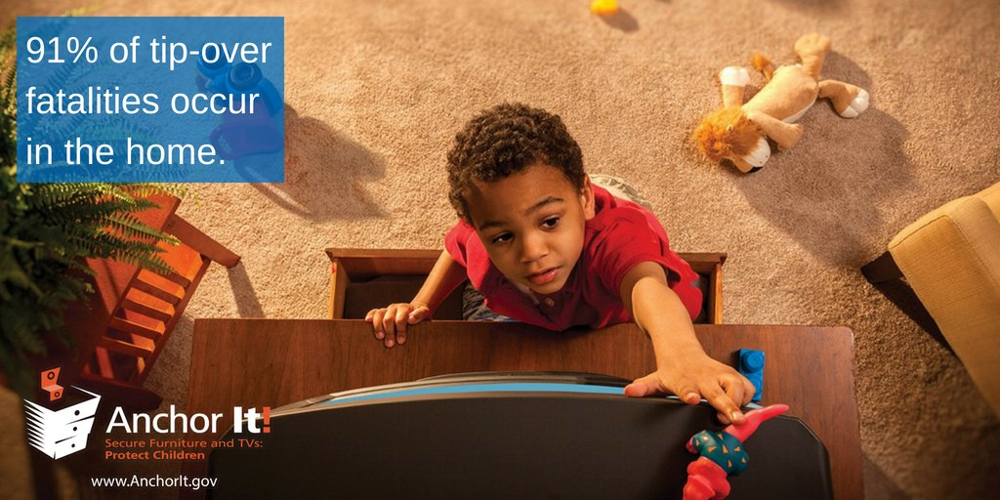 91% of tip-over
fatalities occur
in the home.
Anchor It!
Secure Furniture and TVs:
Protect Children
www.AnchorIt.gov